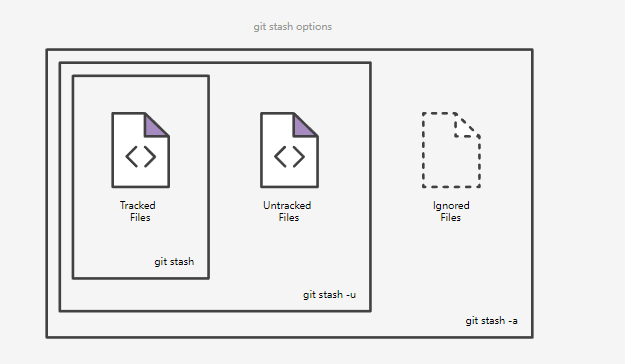 git stash options
Tracked
Files
Untracked
Files
Ignored
Files
git stash
git stash -u
git stash -a